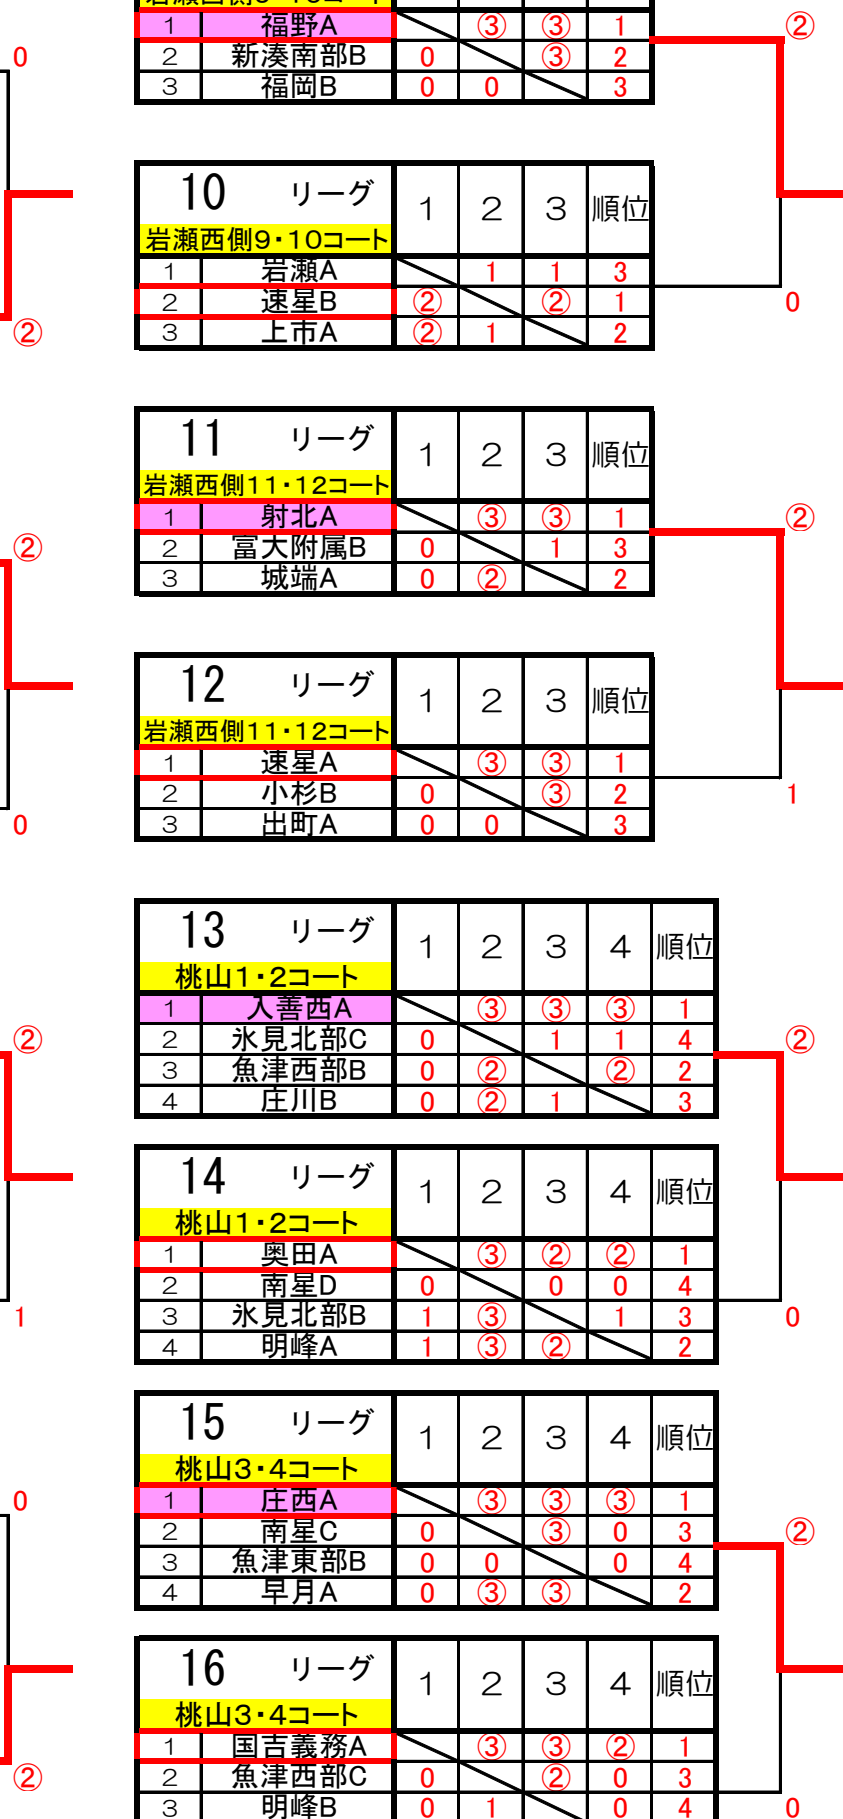 1 福野A ③ ③ 1 ②
0 2 新湊南部B 0 ③ 2
3 福岡B 0 0 3
10 リーグ 1 2 3 順位
岩瀬西側9・10コート
1 岩瀬A 1 1 3
2 速星B ② ② 1 0
② 3 上市A ② 1 2
11 リーグ 1 2 3 順位
岩瀬西側11・12コート
1 射北A ③ ③ 1 ②
② 2 富大附属B 0 1 3
3 城端A 0 ② 2
12 リーグ 1 2 3 順位
岩瀬西側11・12コート
1 速星A ③ ③ 1
2 小杉B 0 ③ 2 1
0 3 出町A 0 0 3
13 リーグ 1 2 3 4 順位
桃山1・2コート
1 入善西A ③ ③ ③ 1
② 2 氷見北部C 0 1 1 4 ②
3 魚津西部B 0 ② ② 2
4 庄川B 0 ② 1 3
14 リーグ 1 2 3 4 順位
桃山1・2コート
1 奥田A ③ ② ② 1
2 南星D 0 0 0 4
1 3 氷見北部B 1 ③ 1 3 0
4 明峰A 1 ③ ② 2
15 リーグ 1 2 3 4 順位
桃山3・4コート
0 1 庄西A ③ ③ ③ 1
2 南星C 0 ③ 0 3 ②
3 魚津東部B 0 0 0 4
4 早月A 0 ③ ③ 2
16 リーグ 1 2 3 4 順位
桃山3・4コート
1 国吉義務A ③ ③ ② 1
② 2 魚津西部C 0 ② 0 3
3 明峰B 0 1 0 4 0